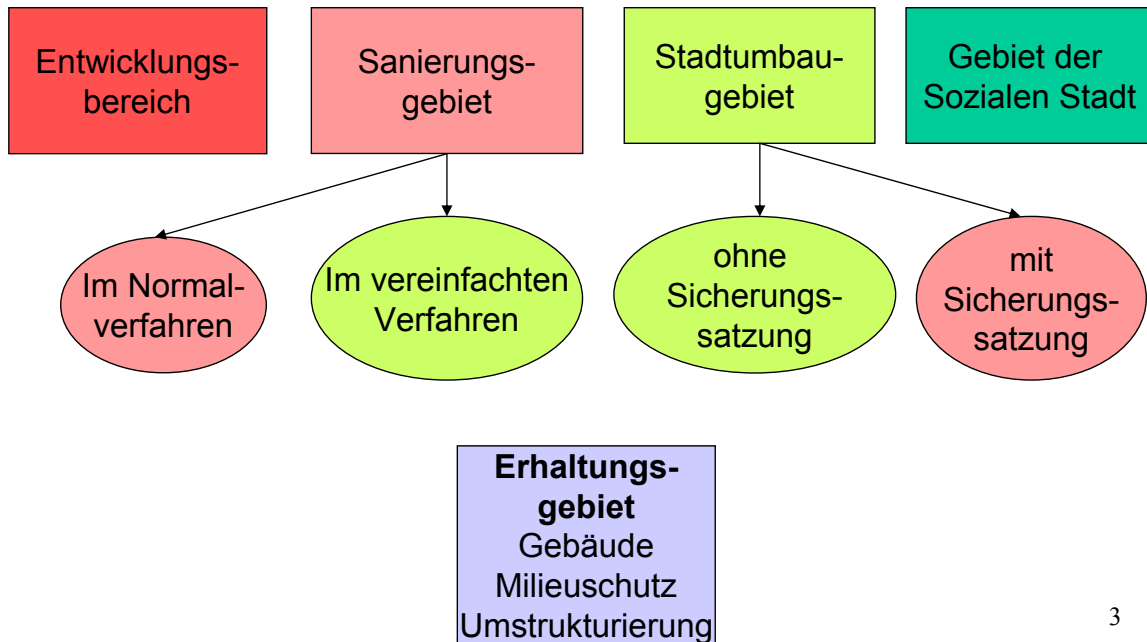 Entwicklungs-
bereich
Sanierungs-
gebiet
Stadtumbau-
gebiet
Gebiet der
Sozialen Stadt
Im Normal-
verfahren
Im vereinfachten
Verfahren
ohne
Sicherungs-
satzung
mit
Sicherungs-
satzung
Erhaltungs-
gebiet
Gebäude
Milieuschutz
Umstrukturierung
3